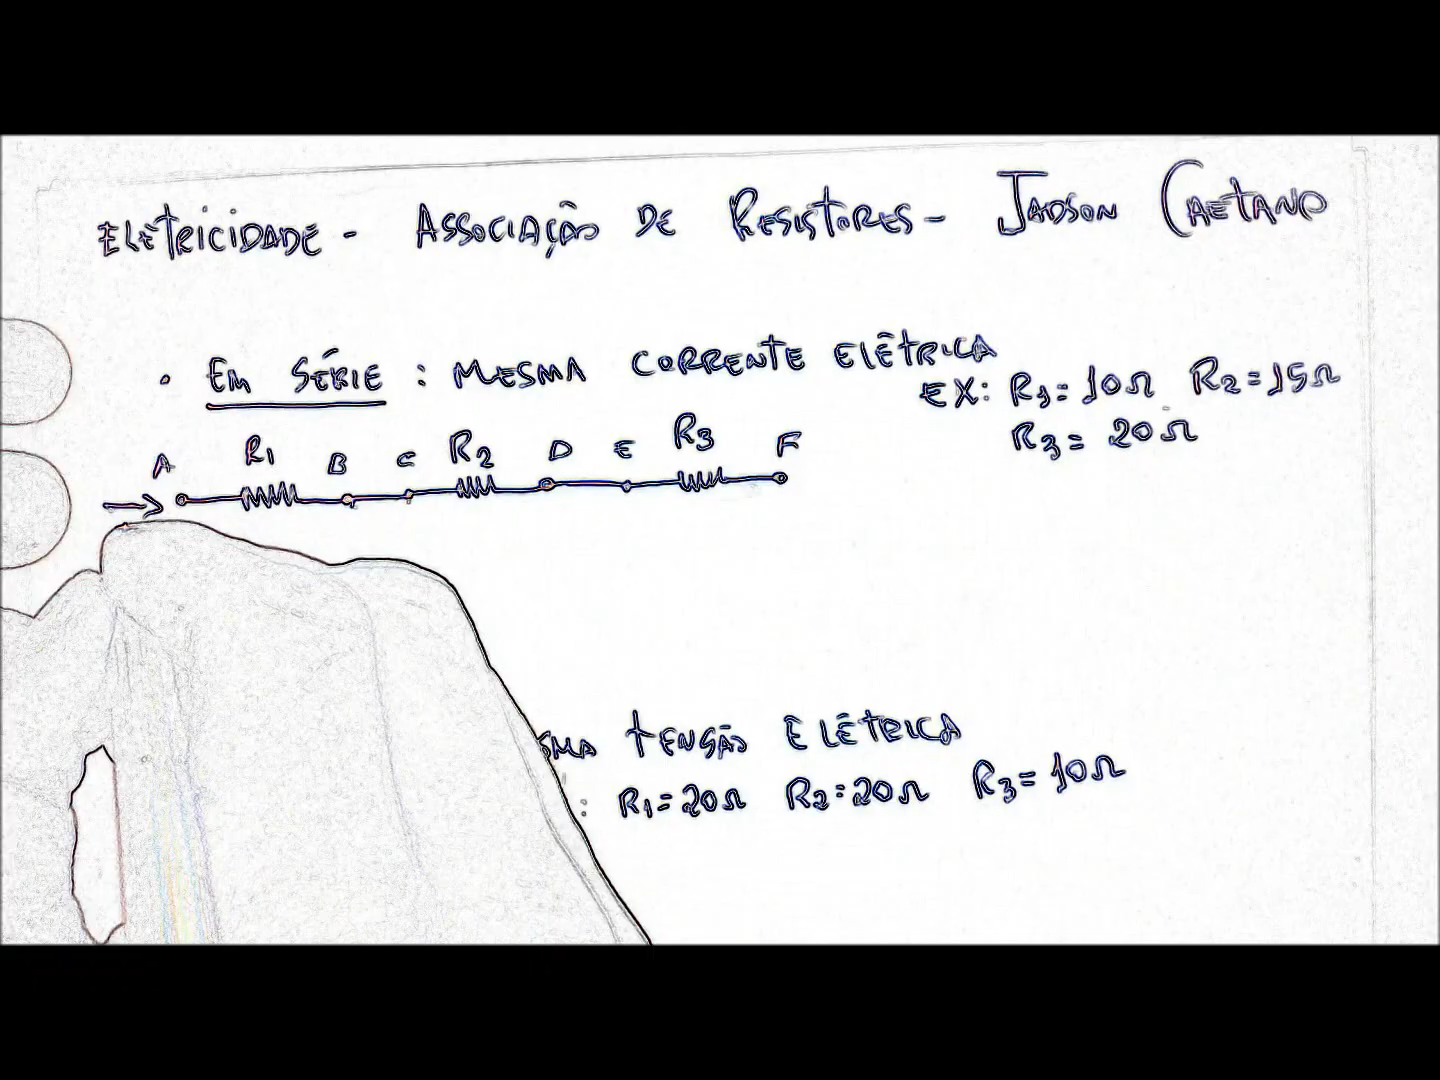 ELETRICIDADE - ASSOCIAÇÃO DE RESISTORES - JADSON CAETANO
• EM SÉRIE : MESMA CORRENTE ELÉTRICA
EX: R1=10Ω R2=15Ω
R3=20Ω
A R1 B C R2 D E R3 F
TENSÃO ELÉTRICA
: R1=20Ω R2=20Ω R3=10Ω